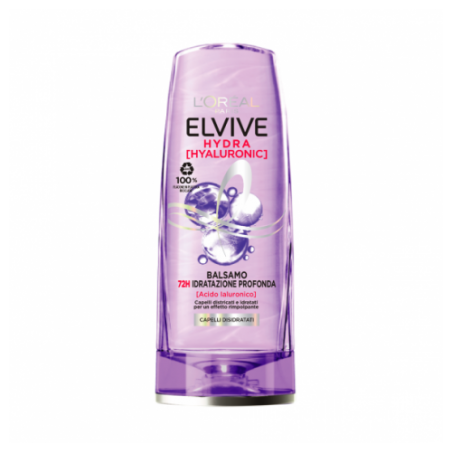 L'ORÉAL
ELVIVE
HYDRA
[HYALURONIC]
100%
BALSAMO
72H IDRATAZIONE PROFONDA
[Acido Ialuronico]
Capelli districati e idratati
per un effetto rimpolpante
CAPELLI DISIDRATATI